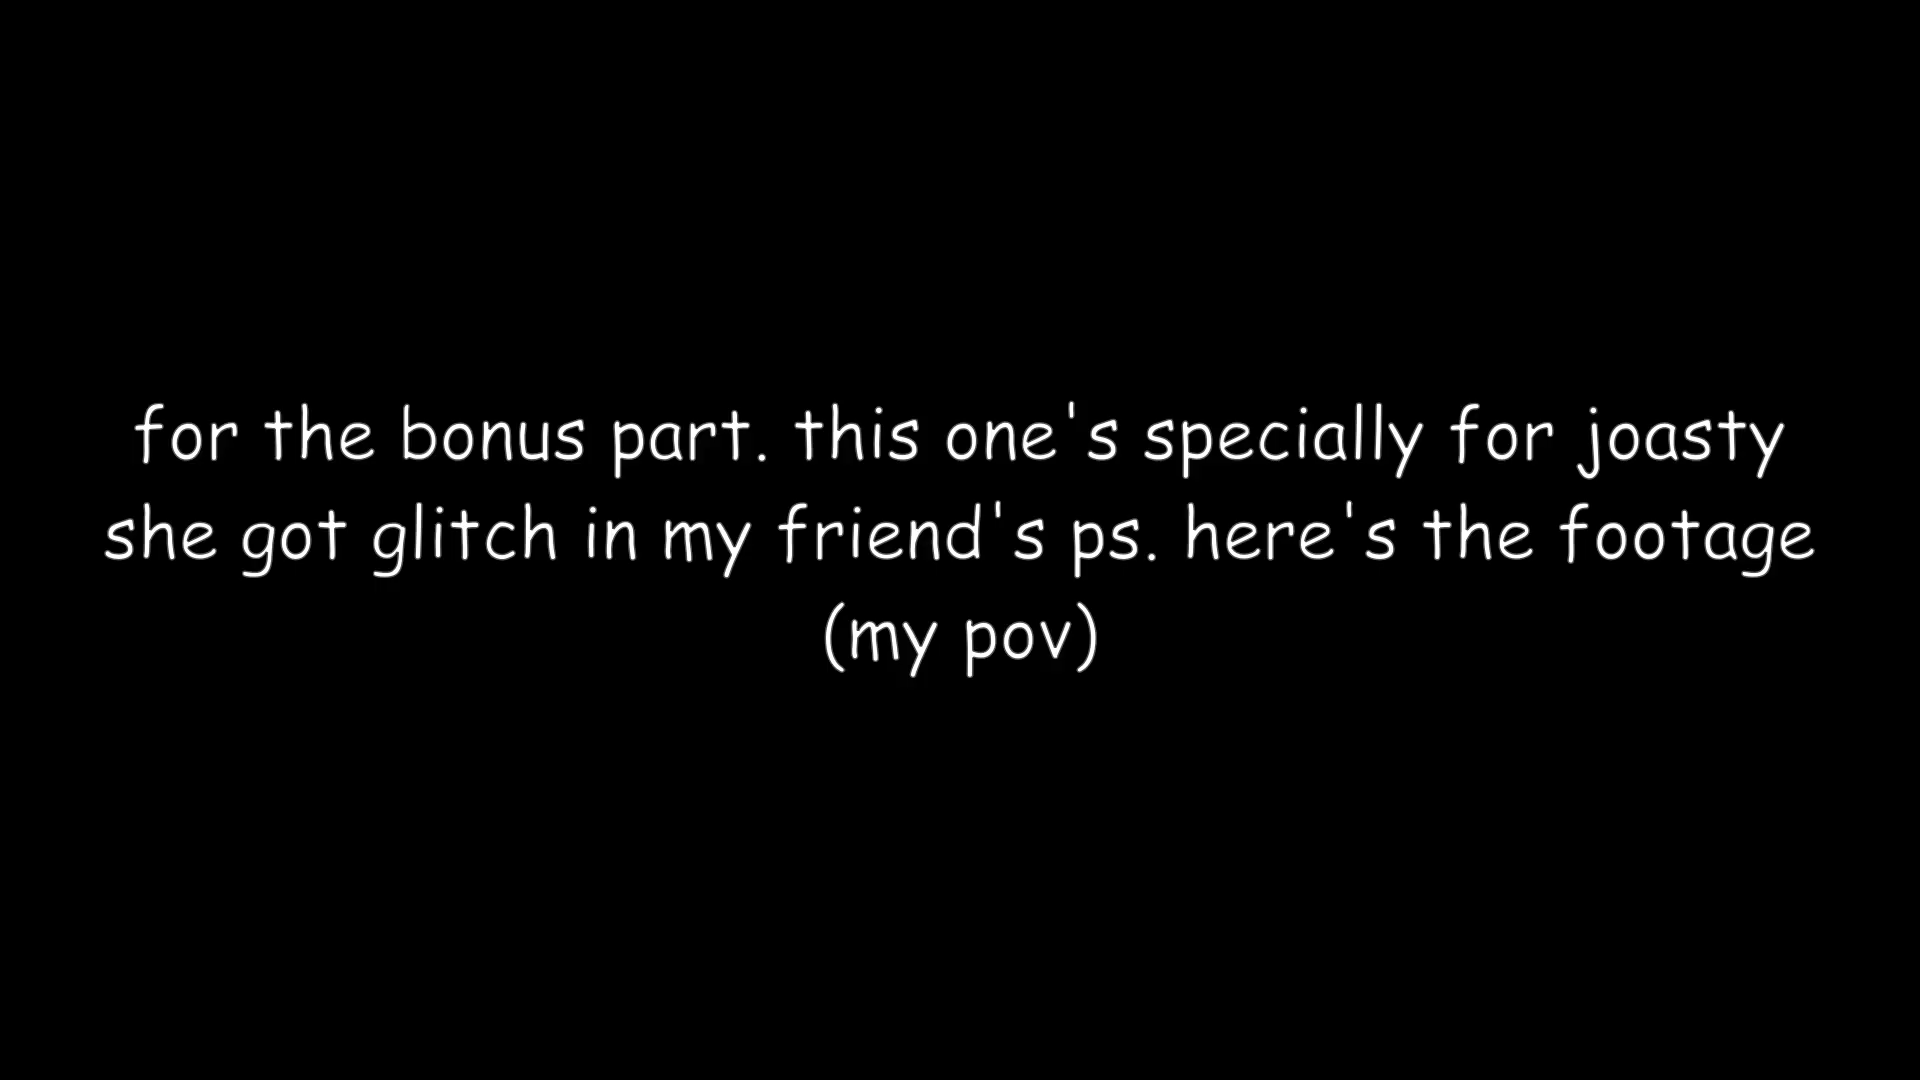 for the bonus part. this one's specially for joasty
she got glitch in my friend's ps. here's the footage
(my pov)